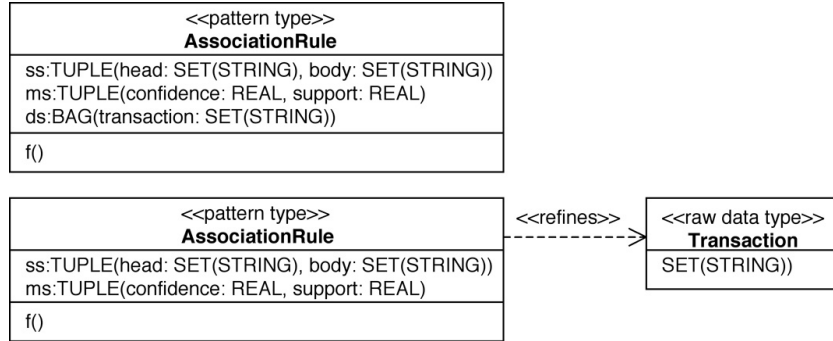 <<pattern type>>
AssociationRule
ss:TUPLE(head: SET(STRING), body: SET(STRING))
ms:TUPLE(confidence: REAL, support: REAL)
ds:BAG(transaction: SET(STRING))
f()
<<pattern type>>
AssociationRule
ss:TUPLE(head: SET(STRING), body: SET(STRING))
ms:TUPLE(confidence: REAL, support: REAL)
f()
<<refines>>
<<raw data type>>
Transaction
SET(STRING))